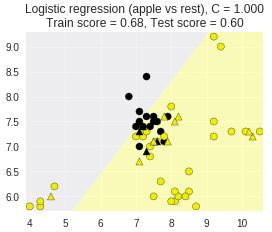 Logistic regression (apple vs rest), C = 1.000
Train score = 0.68, Test score = 0.60
9.0
8.5
8.0
7.5
7.0
6.5
6.0
4 5 6 7 8 9 10